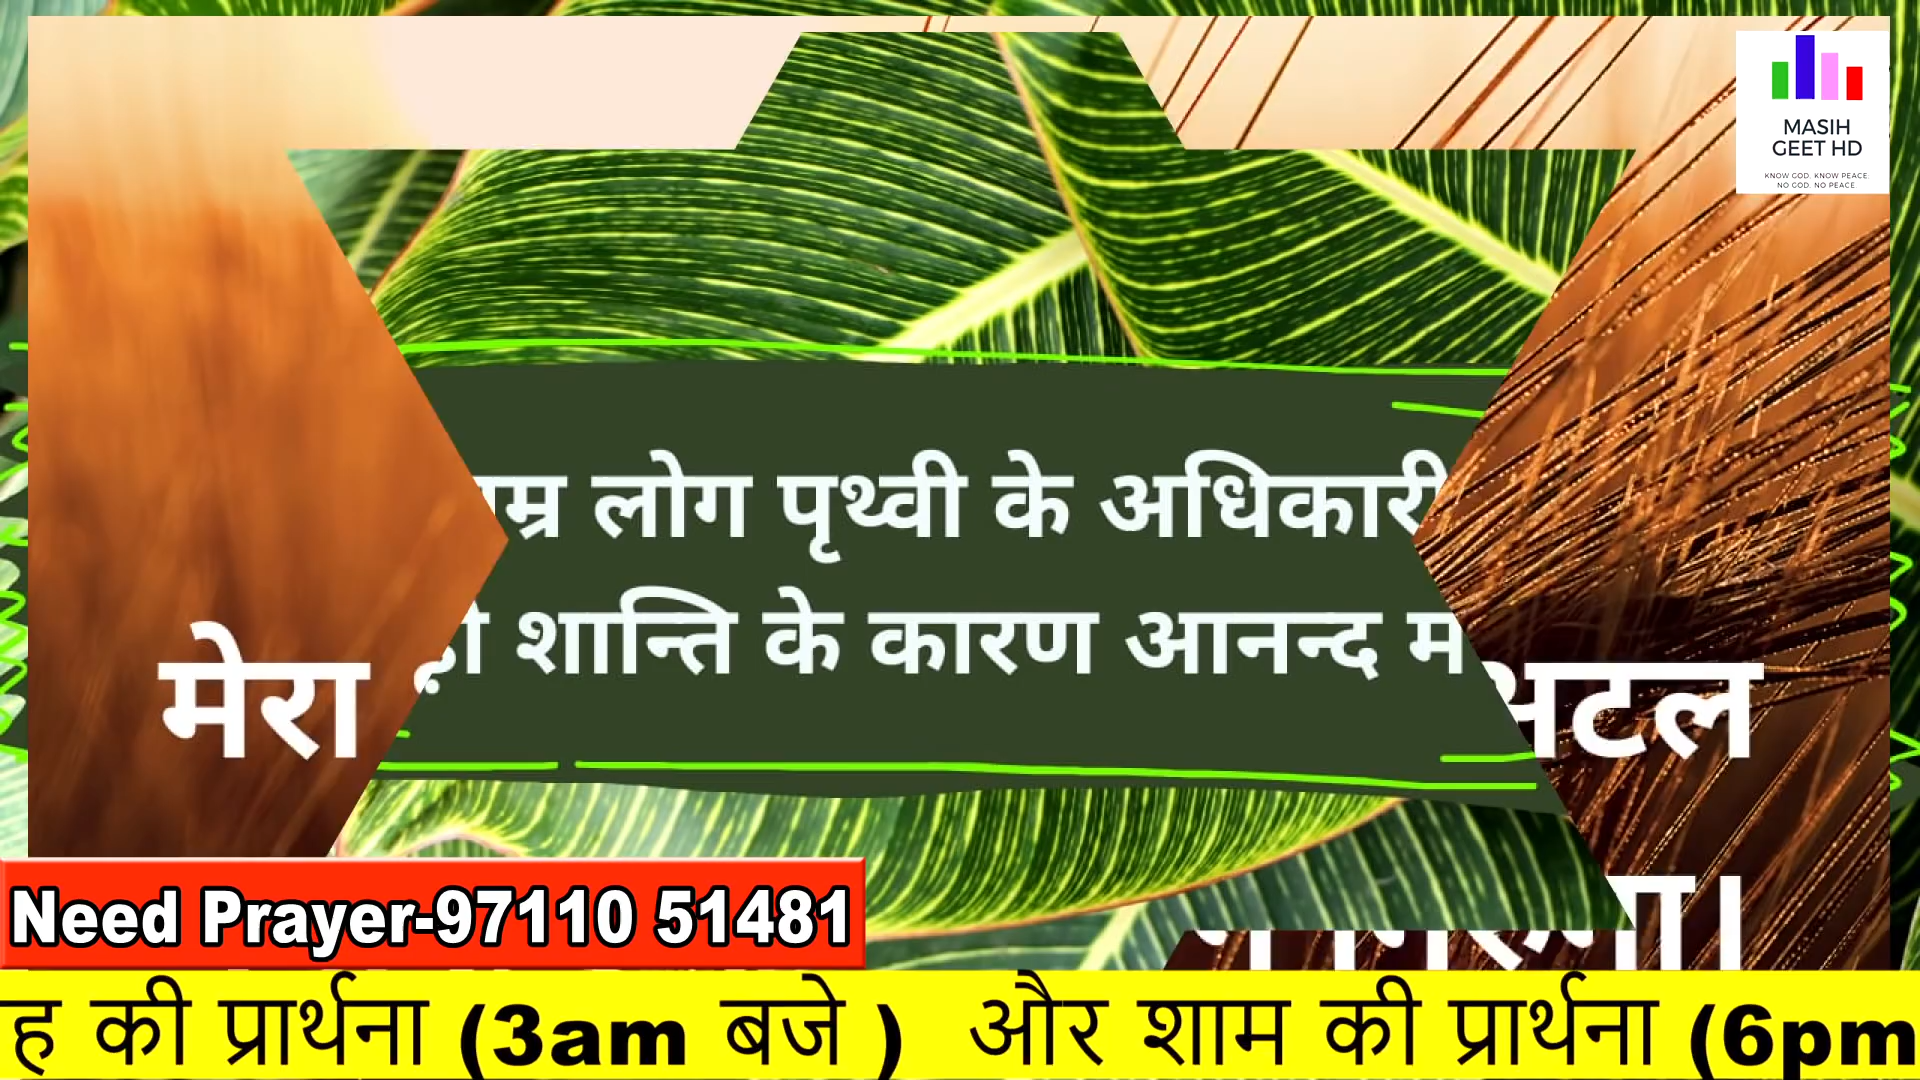 MASIH
GEET HD
KNOW GOD. KNOW PEACE.
NO GOD. NO PEACE.
लोग पृथ्वी के अधिकारी
शान्ति के कारण आनन्द
मेरा
Need Prayer-97110 51481
की प्रार्थना (3am बजे ) और शाम की प्रार्थना (6pm